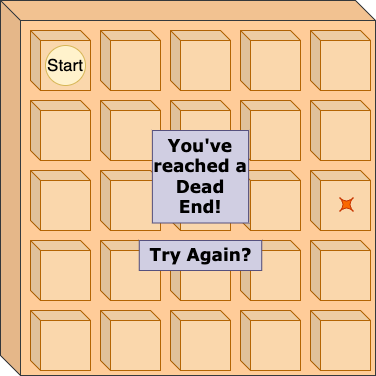 Start
You've
reached a
Dead
End!
Try Again?